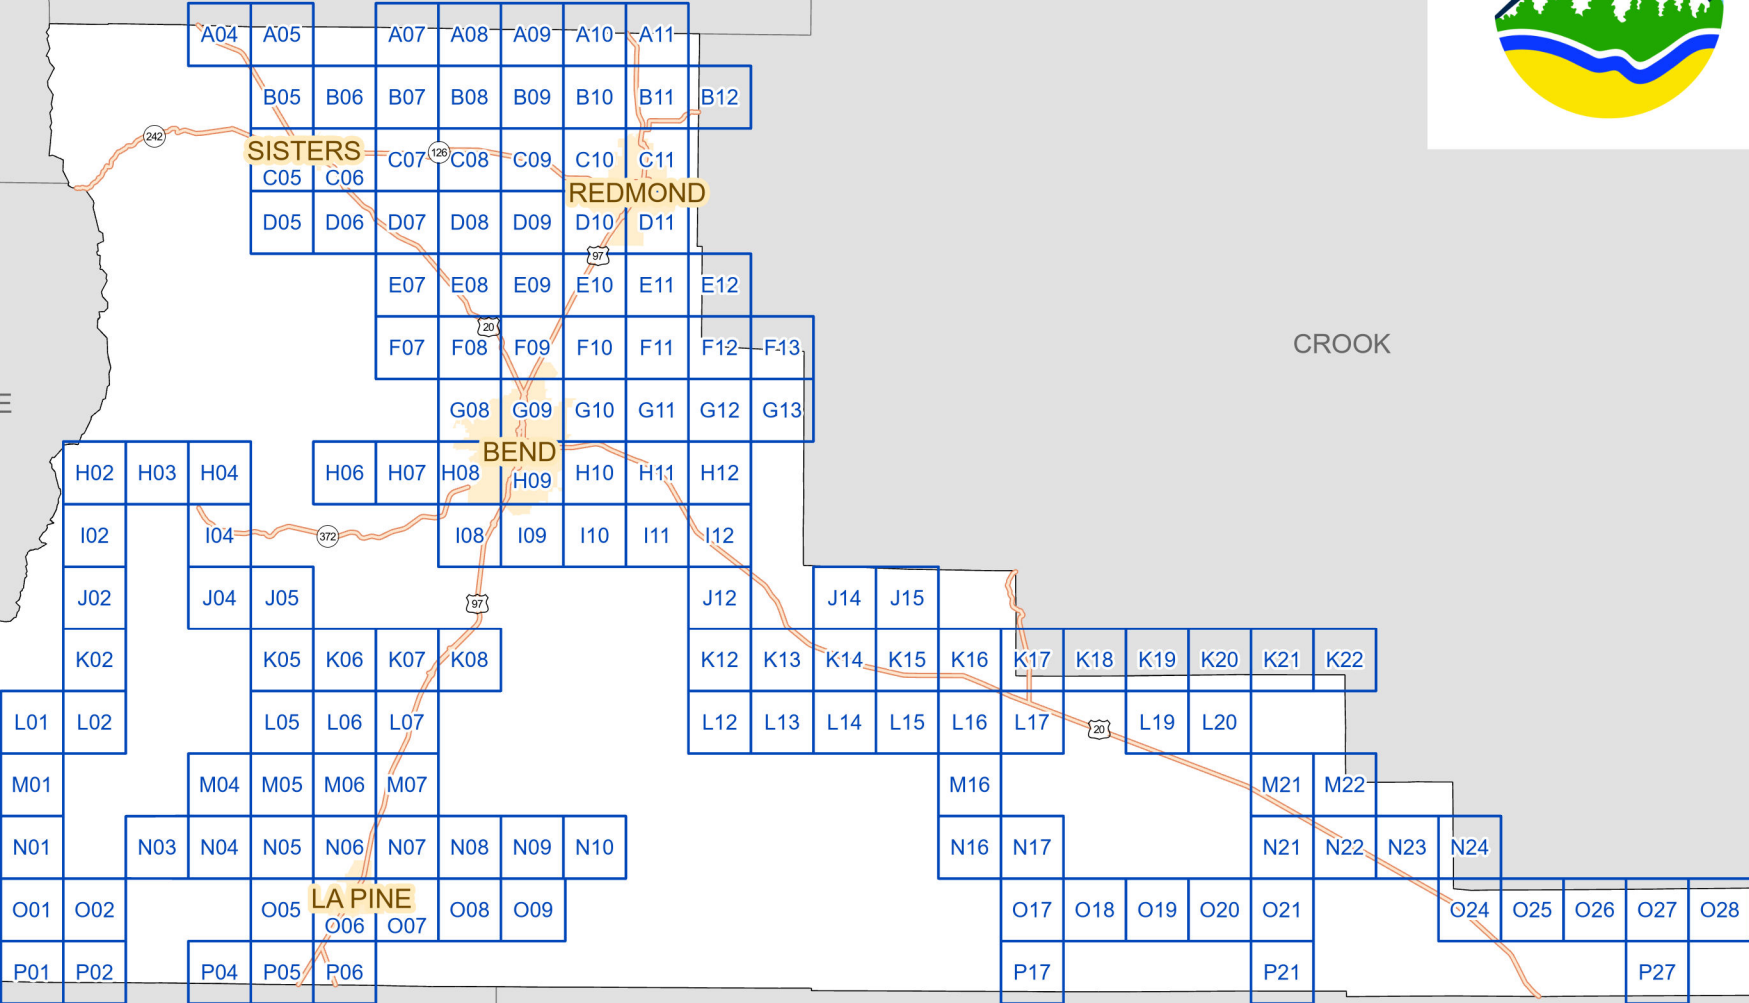 A04 A05 A07 A08 A09 A10 A11
B05 B06 B07 B08 B09 B10 B11 B12
242
SISTERS
126
C07 C08 C09 C10 C11
C05 C06
REDMOND
D05 D06 D07 D08 D09 D10 D11
97
E07 E08 E09 E10 E11 E12
20
F07 F08 F09 F10 F11 F12 F13
CROOK
E
G08 G09 G10 G11 G12 G13
BEND
H02 H03 H04 H06 H07 H08 H09 H10 H11 H12
I02 I04 372 I08 I09 I10 I11 I12
J02 J04 J05 97 J12 J14 J15
K02 K05 K06 K07 K08 K12 K13 K14 K15 K16 K17 K18 K19 K20 K21 K22
L01 L02 L05 L06 L07 L12 L13 L14 L15 L16 L17 20 L19 L20
M01 M04 M05 M06 M07 M16 M21 M22
N01 N03 N04 N05 N06 N07 N08 N09 N10 N16 N17 N21 N22 N23 N24
LA PINE
O01 O02 O05 O06 O07 O08 O09 O17 O18 O19 O20 O21 O24 O25 O26 O27 O28
P01 P02 P04 P05 P06 P17 P21 P27